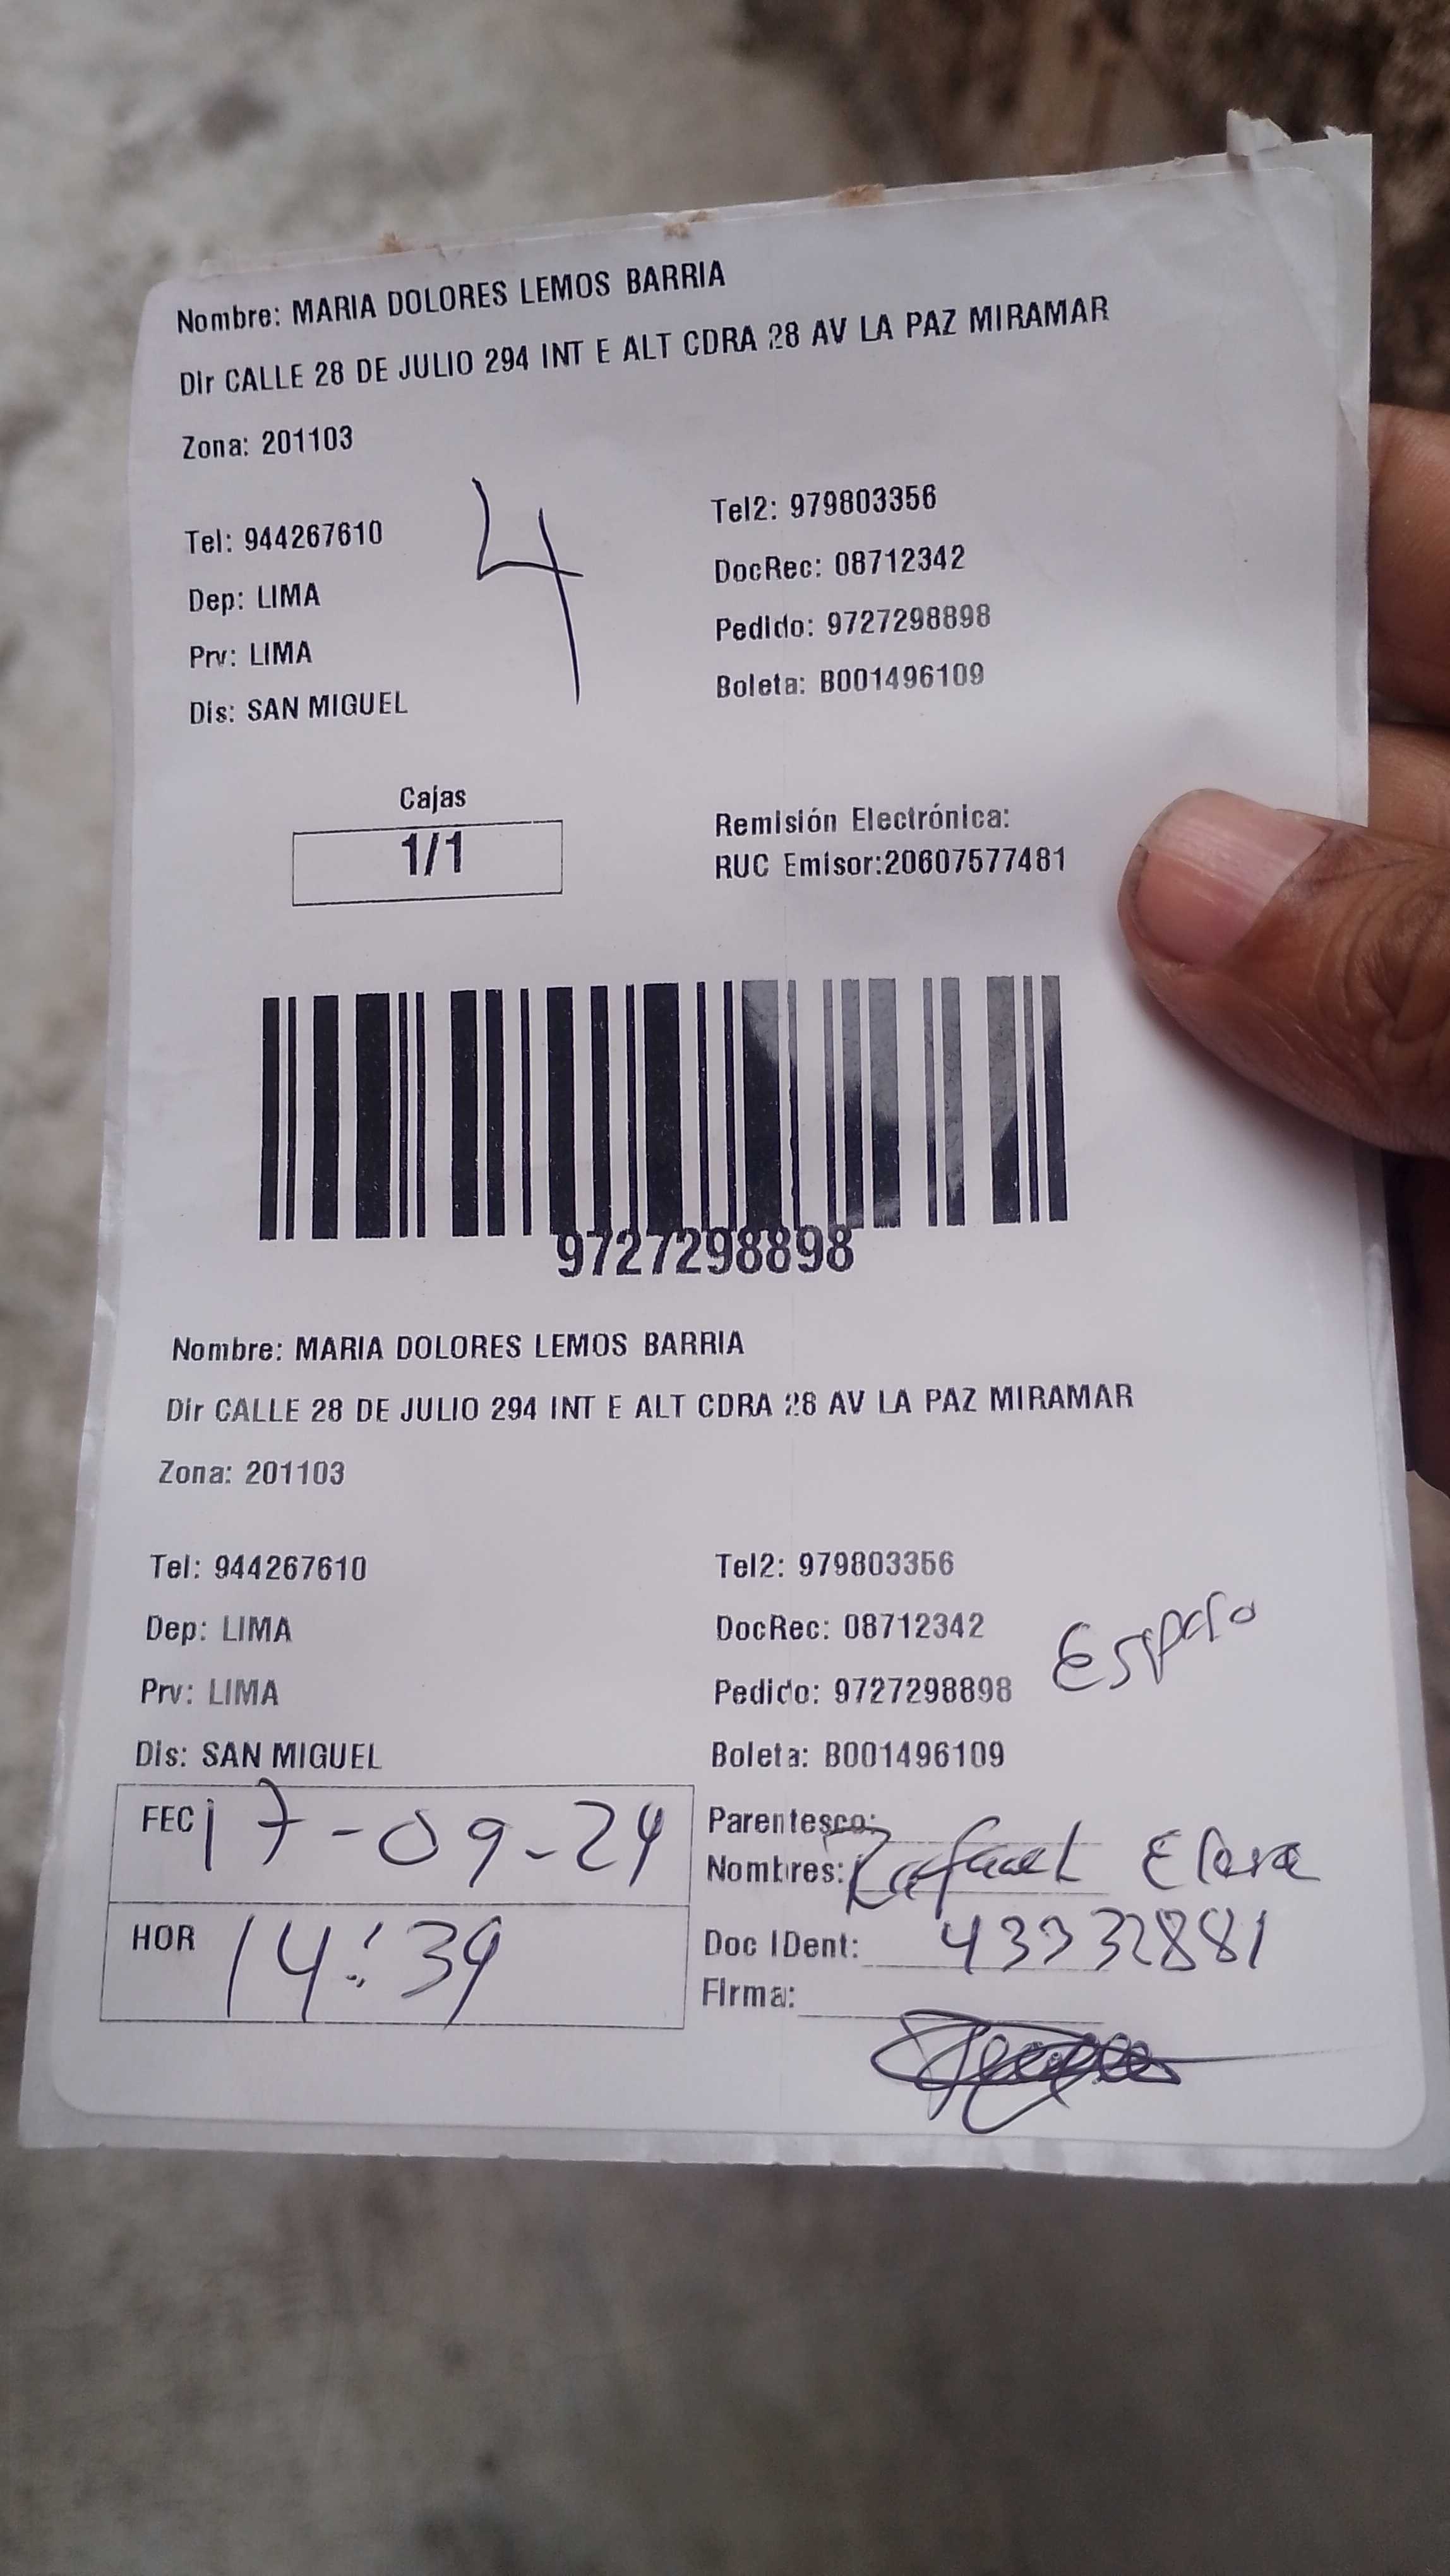 Nombre: MARIA DOLORES LEMOS BARRIA
Dir CALLE 28 DE JULIO 294 INT E ALT CDRA 28 AV LA PAZ MIRAMAR
Zona: 201103
4
Tel: 944267610 Tel2: 979803356
Dep: LIMA DocRec: 08712342
Prv: LIMA Pedido: 9727298898
Dis: SAN MIGUEL Boleta: B001496109
Cajas
1/1
Remisión Electrónica:
RUC Emisor:20607577481
9727298898
Nombre: MARIA DOLORES LEMOS BARRIA
Dir CALLE 28 DE JULIO 294 INT E ALT CDRA 28 AV LA PAZ MIRAMAR
Zona: 201103
Tel: 944267610 Tel2: 979803356
Dep: LIMA DocRec: 08712342
Prv: LIMA Pedido: 9727298898
Dis: SAN MIGUEL Boleta: B001496109
FEC 17-09-24
HOR 14:39
Parentesco:
Nombres: Rafael
Doc IDent: 43332881
Firma: